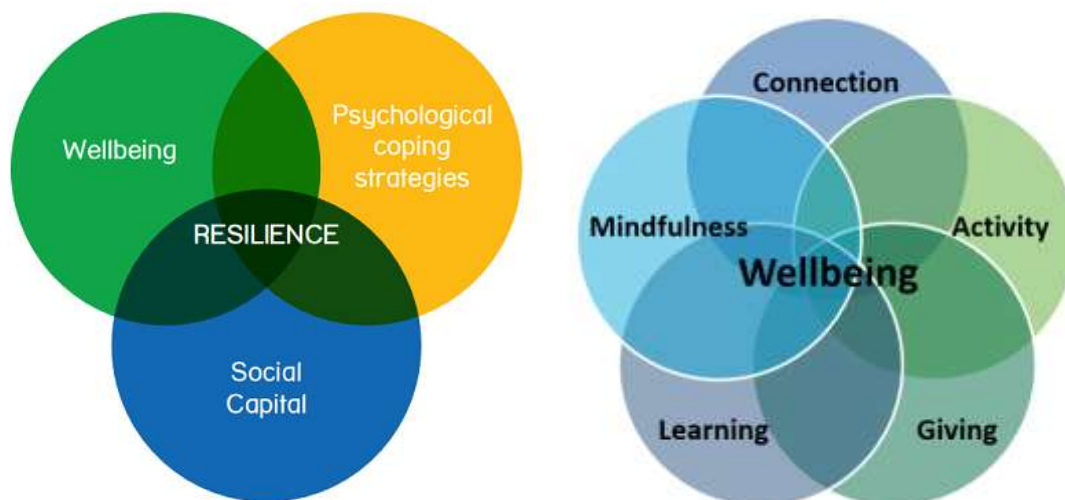 Wellbeing
Psychological
coping
strategies
RESILIENCE
Social
Capital
Connection
Mindfulness
Activity
Wellbeing
Learning
Giving